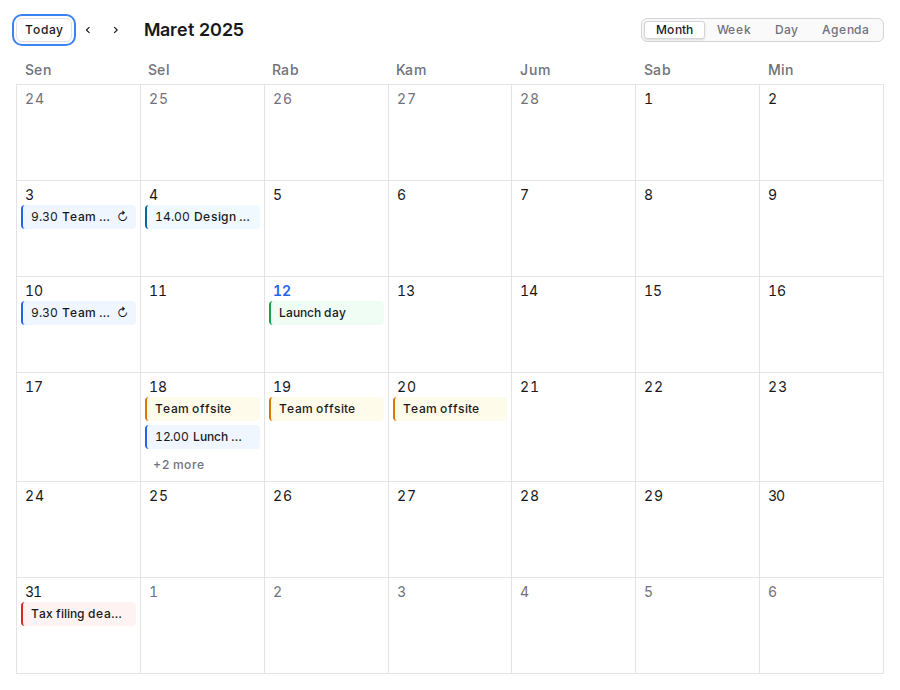 Today ‹ › Maret 2025 Month Week Day Agenda
Sen Sel Rab Kam Jum Sab Min
24 25 26 27 28 1 2
3 4 5 6 7 8 9
9.30 Team ... 14.00 Design ...
10 11 12 13 14 15 16
9.30 Team ... Launch day
17 18 19 20 21 22 23
Team offsite Team offsite Team offsite
12.00 Lunch ...
+2 more
24 25 26 27 28 29 30
31 1 2 3 4 5 6
Tax filing dea...